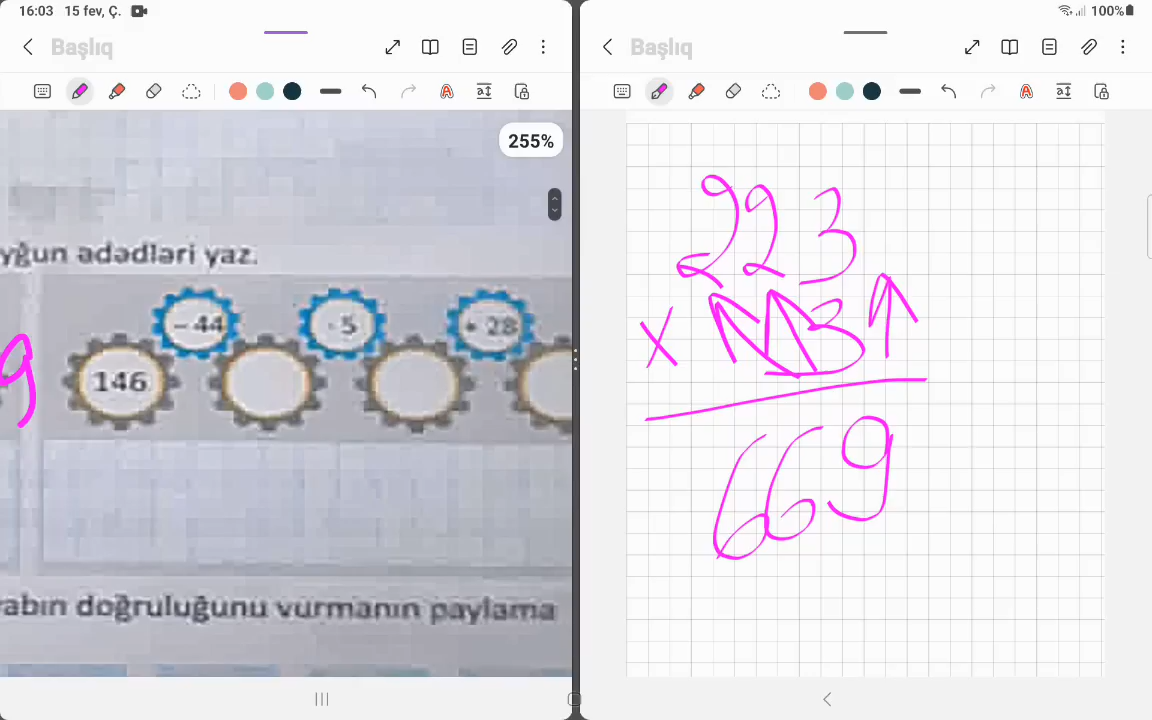 16:03 15 fev, Ç. 100%
Başlıq
Başlıq
255%
yğun ədədləri yaz.
- 44 · 5 + 28
146
9
223
× 3
669
abın doğruluğunu vurmanın paylama